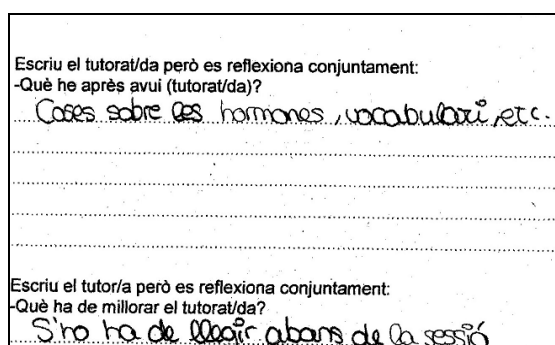 Escriu el tutorat/da però es reflexiona conjuntament:
-Què he après avui (tutorat/da)?
Coses sobre les hormones, vocabulari, etc.
Escriu el tutor/a però es reflexiona conjuntament:
-Què ha de millorar el tutorat/da?
S'ho ha de llegir abans de la sessió